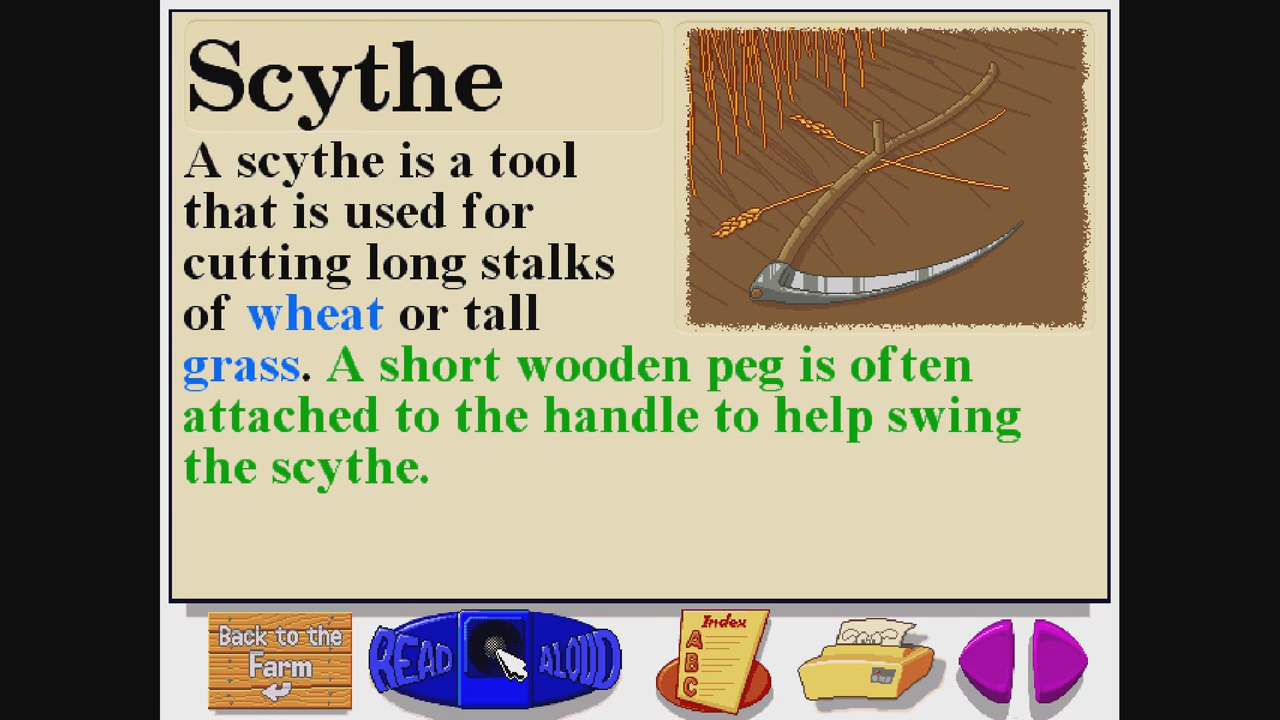 Scythe
A scythe is a tool
that is used for
cutting long stalks
of wheat or tall
grass. A short wooden peg is often
attached to the handle to help swing
the scythe.
Back to the
Farm
READ ALOUD
Index
A
B
C